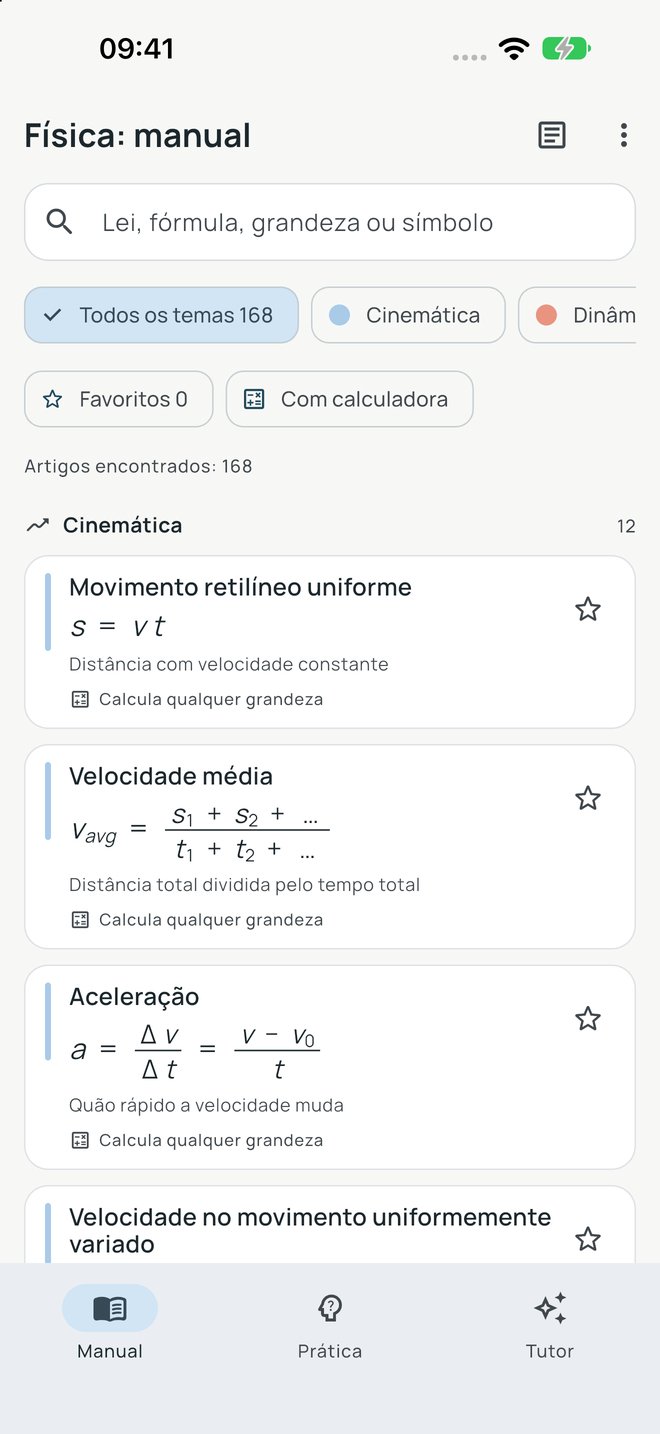 09:41
Física: manual
Lei, fórmula, grandeza ou símbolo
Todos os temas 168
Cinemática
Dinâm
Favoritos 0
Com calculadora
Artigos encontrados: 168
Cinemática
12
Movimento retilíneo uniforme
s = v t
Distância com velocidade constante
Calcula qualquer grandeza
Velocidade média
v_avg = (s₁ + s₂ + …) / (t₁ + t₂ + …)
Distância total dividida pelo tempo total
Calcula qualquer grandeza
Aceleração
a = Δ v / Δ t = (v − v₀) / t
Quão rápido a velocidade muda
Calcula qualquer grandeza
Velocidade no movimento uniformemente
variado
Manual
Prática
Tutor